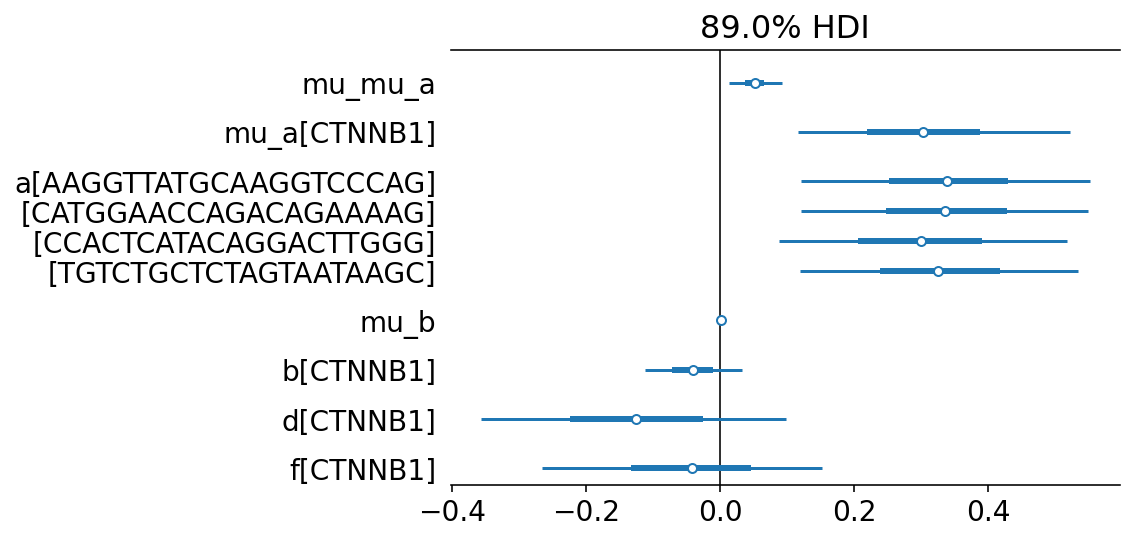 89.0% HDI
mu_mu_a
mu_a[CTNNB1]
a[AAGGTTATGCAAGGTCCCAG]
[CATGGAACCAGACAGAAAAG]
[CCACTCATACAGGACTTGGG]
[TGTCTGCTCTAGTAATAAGC]
mu_b
b[CTNNB1]
d[CTNNB1]
f[CTNNB1]
−0.4 −0.2 0.0 0.2 0.4